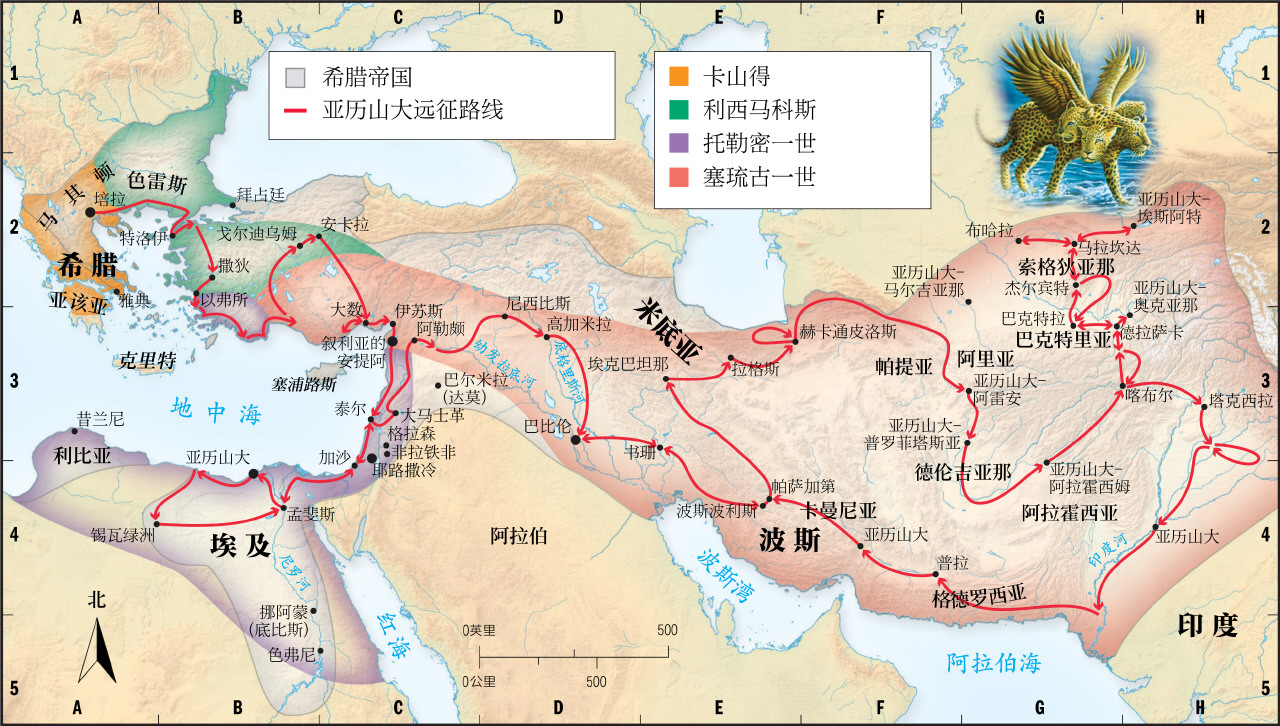 A B C D E F G H
1
1
希腊帝国
亚历山大远征路线
卡山得
利西马科斯
托勒密一世
塞琉古一世
2
2
马其顿
色雷斯
培拉
拜占廷
特洛伊
戈尔迪乌姆
安卡拉
希腊
撒狄
亚该亚
雅典
以弗所
大数
伊苏斯
阿勒颇
叙利亚的
安提阿
尼西比斯
高加米拉
米底亚
赫卡通皮洛斯
埃克巴坦那
拉格斯
亚历山大–
马尔吉亚那
布哈拉
亚历山大–
埃斯阿特
马拉坎达
索格狄亚那
杰尔宾特
亚历山大–
奥克亚那
巴克特拉
德拉萨卡
巴克特里亚
帕提亚
阿里亚
3
3
克里特
塞浦路斯
幼发拉底河
底格里斯河
巴尔米拉
(达莫)
亚历山大–
阿雷安
喀布尔
塔克西拉
地中海
昔兰尼
泰尔
大马士革
格拉森
非拉铁非
耶路撒冷
巴比伦
韦珊
亚历山大–
普罗菲塔斯亚
利比亚
亚历山大
加沙
德伦吉亚那
亚历山大–
阿拉霍西姆
帕萨加第
波斯波利斯
卡曼尼亚
阿拉霍西亚
4
4
锡瓦绿洲
孟斐斯
埃及
阿拉伯
波斯
亚历山大
亚历山大
印度河
尼罗河
波斯湾
普拉
格德罗西亚
北
挪阿蒙
(底比斯)
色弗尼
红海
0英里 500
0公里 500
阿拉伯海
印度
5
5
A B C D E F G H